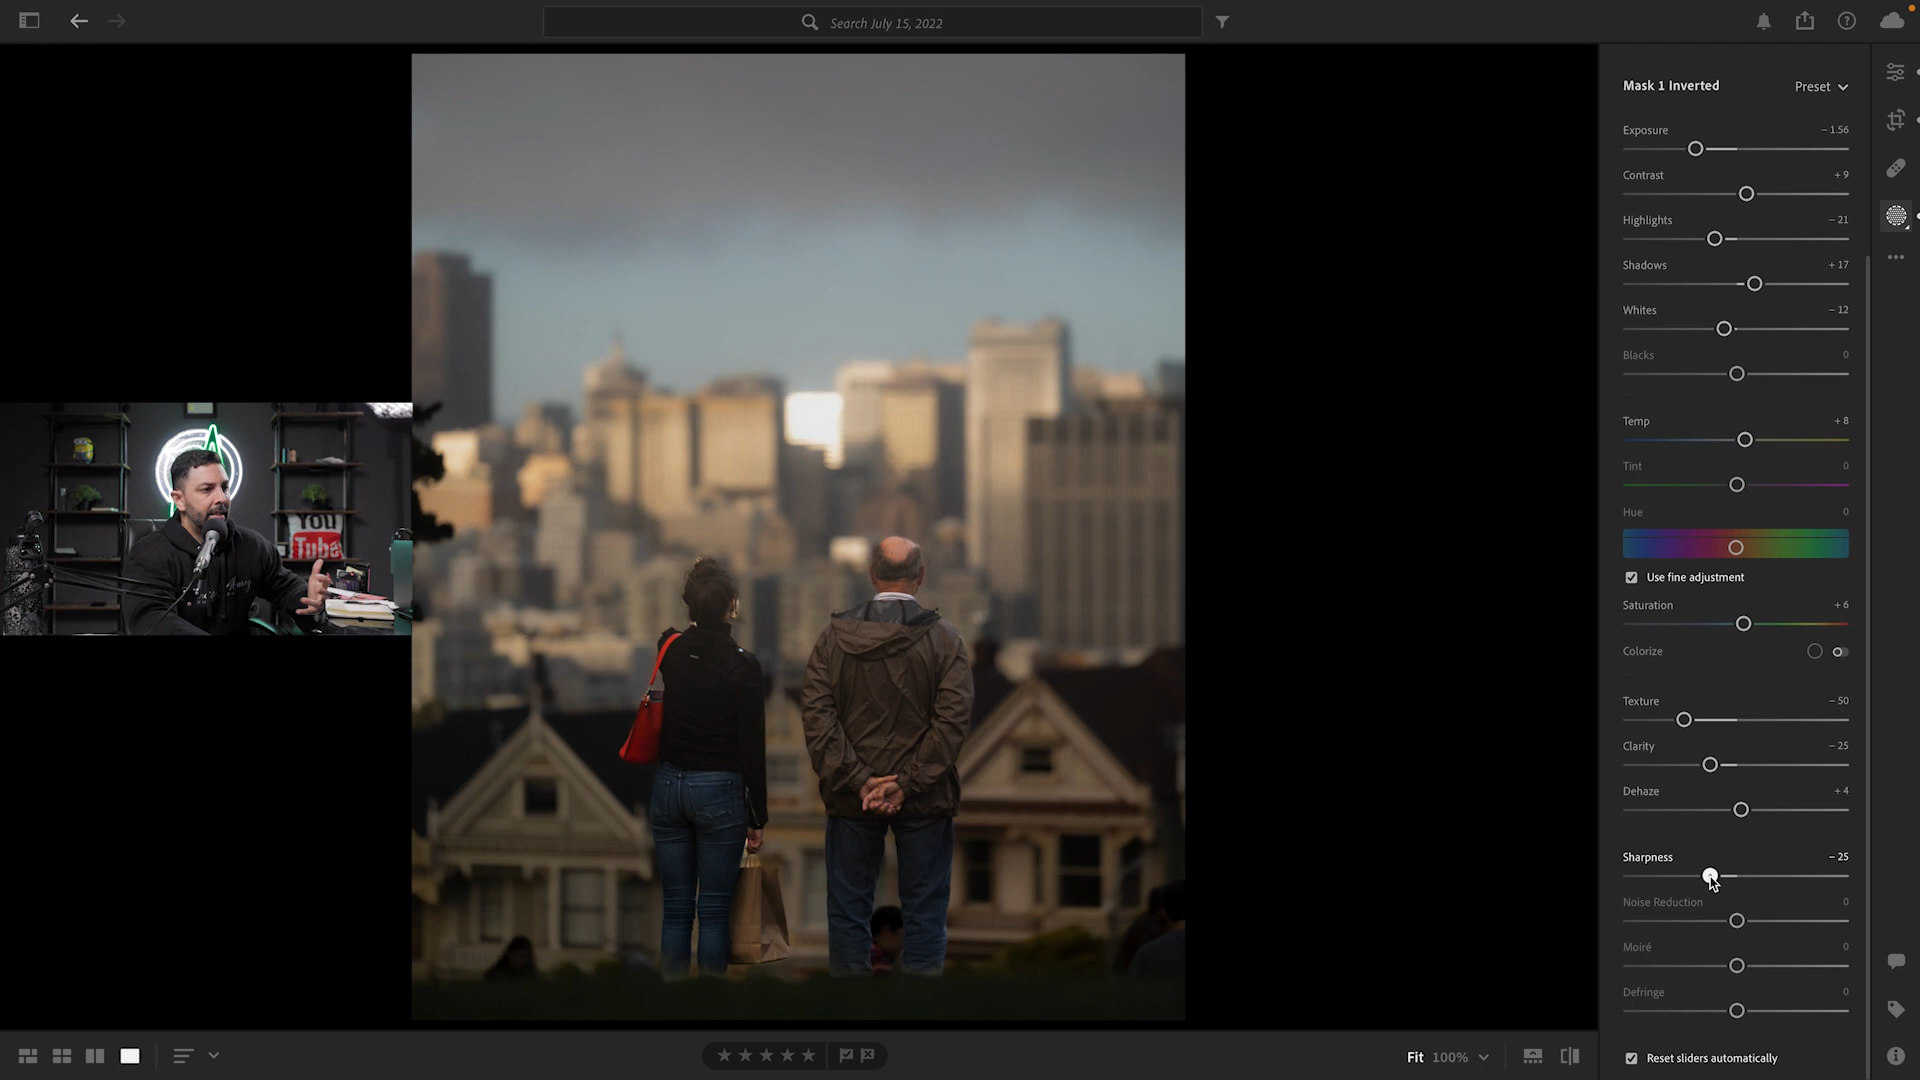 Search July 15, 2022
Mask 1 Inverted
Preset
Exposure
– 1.56
Contrast
+ 9
Highlights
– 21
Shadows
+ 17
Whites
– 12
Blacks
0
Temp
+ 8
Tint
0
Hue
0
Use fine adjustment
Saturation
+ 6
Colorize
Texture
– 50
Clarity
– 25
Dehaze
+ 4
Sharpness
– 25
Noise Reduction
0
Moiré
0
Defringe
0
Reset sliders automatically
You
Tube
Fit 100%